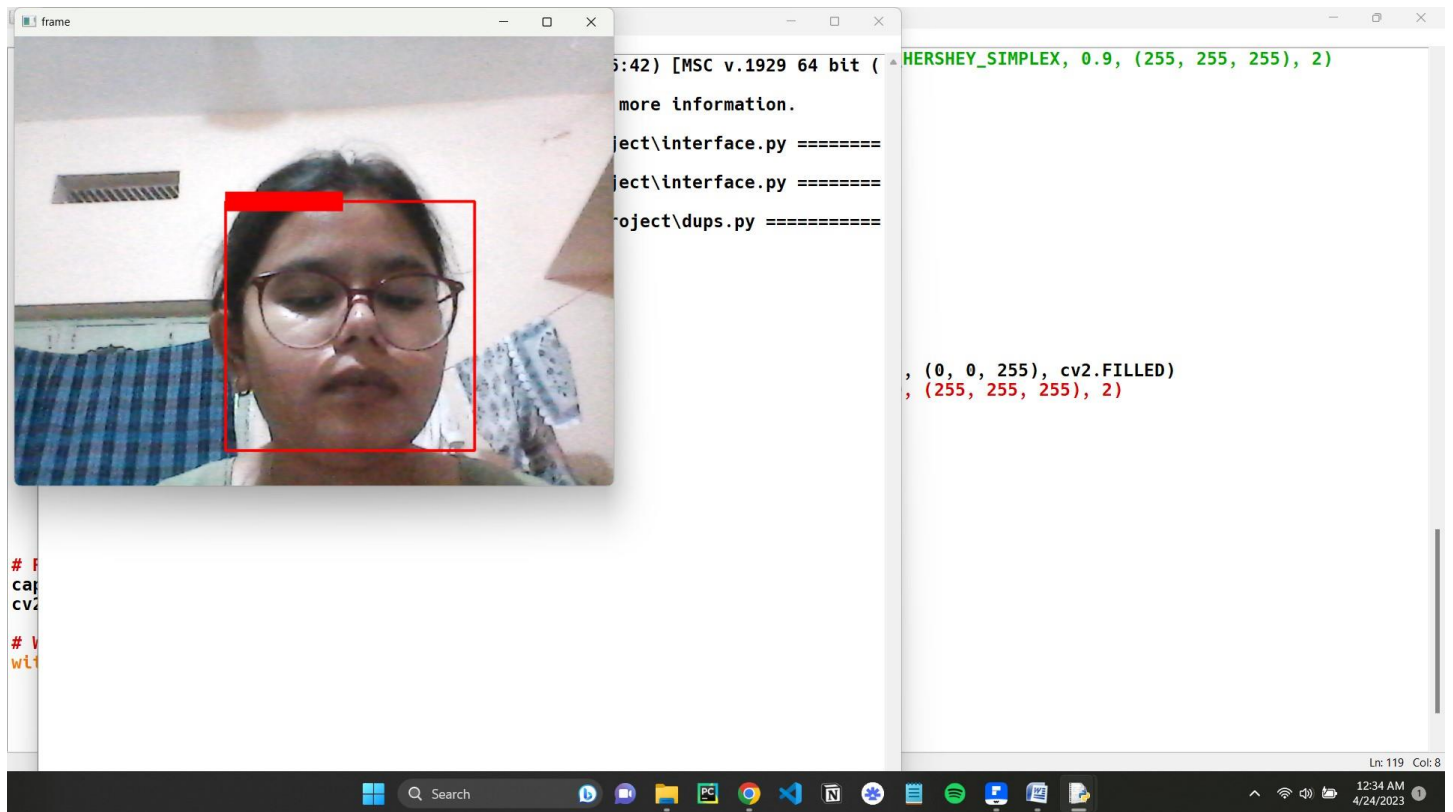 frame
5:42) [MSC v.1929 64 bit (
more information.
ject\interface.py ========
ject\interface.py ========
roject\dups.py ===========
HERSHEY_SIMPLEX, 0.9, (255, 255, 255), 2)
, (0, 0, 255), cv2.FILLED)
, (255, 255, 255), 2)
#
cap
cv2
#
wit
Ln: 119 Col: 8
Search
PC
12:34 AM
4/24/2023
1